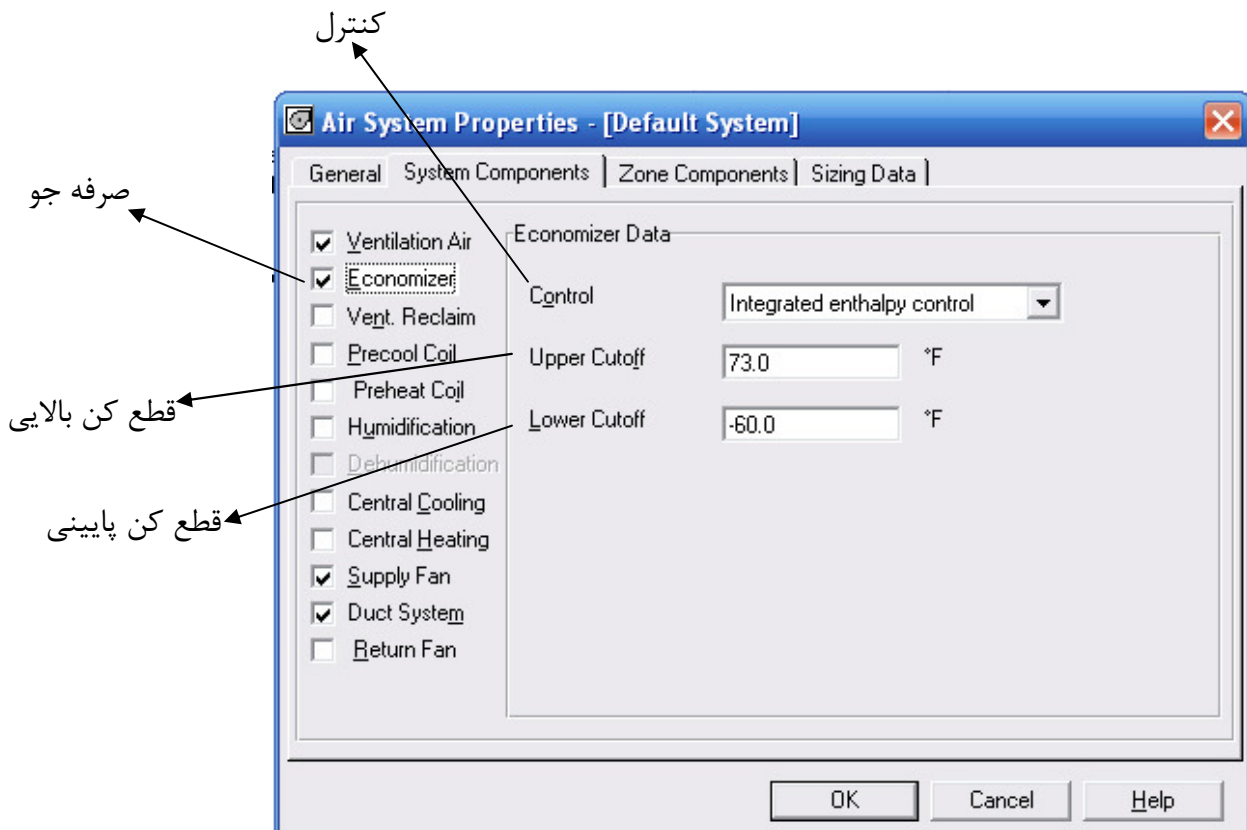 کنترل
Air System Properties - [Default System]
General System Components Zone Components Sizing Data
صرفه جو
Ventilation Air
Economizer
Vent. Reclaim
Precool Coil
Preheat Coil
Humidification
Dehumidification
Central Cooling
Central Heating
Supply Fan
Duct System
Return Fan
Economizer Data
Control Integrated enthalpy control
Upper Cutoff 73.0 °F
Lower Cutoff -60.0 °F
قطع کن بالایی
قطع کن پایینی
OK Cancel Help